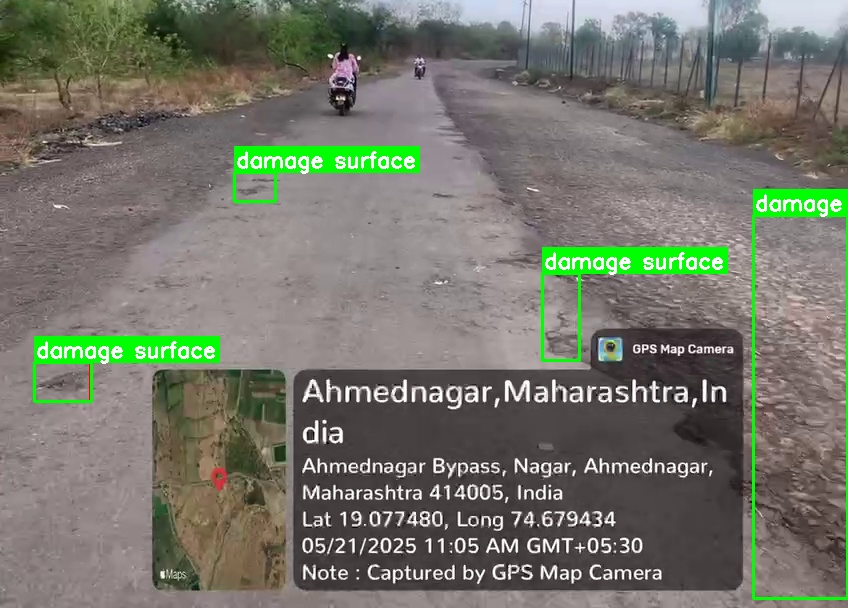 damage surface
damage
damage surface
damage surface
GPS Map Camera
Ahmednagar,Maharashtra,In
dia
Ahmednagar Bypass, Nagar, Ahmednagar,
Maharashtra 414005, India
Lat 19.077480, Long 74.679434
05/21/2025 11:05 AM GMT+05:30
Note : Captured by GPS Map Camera
Maps